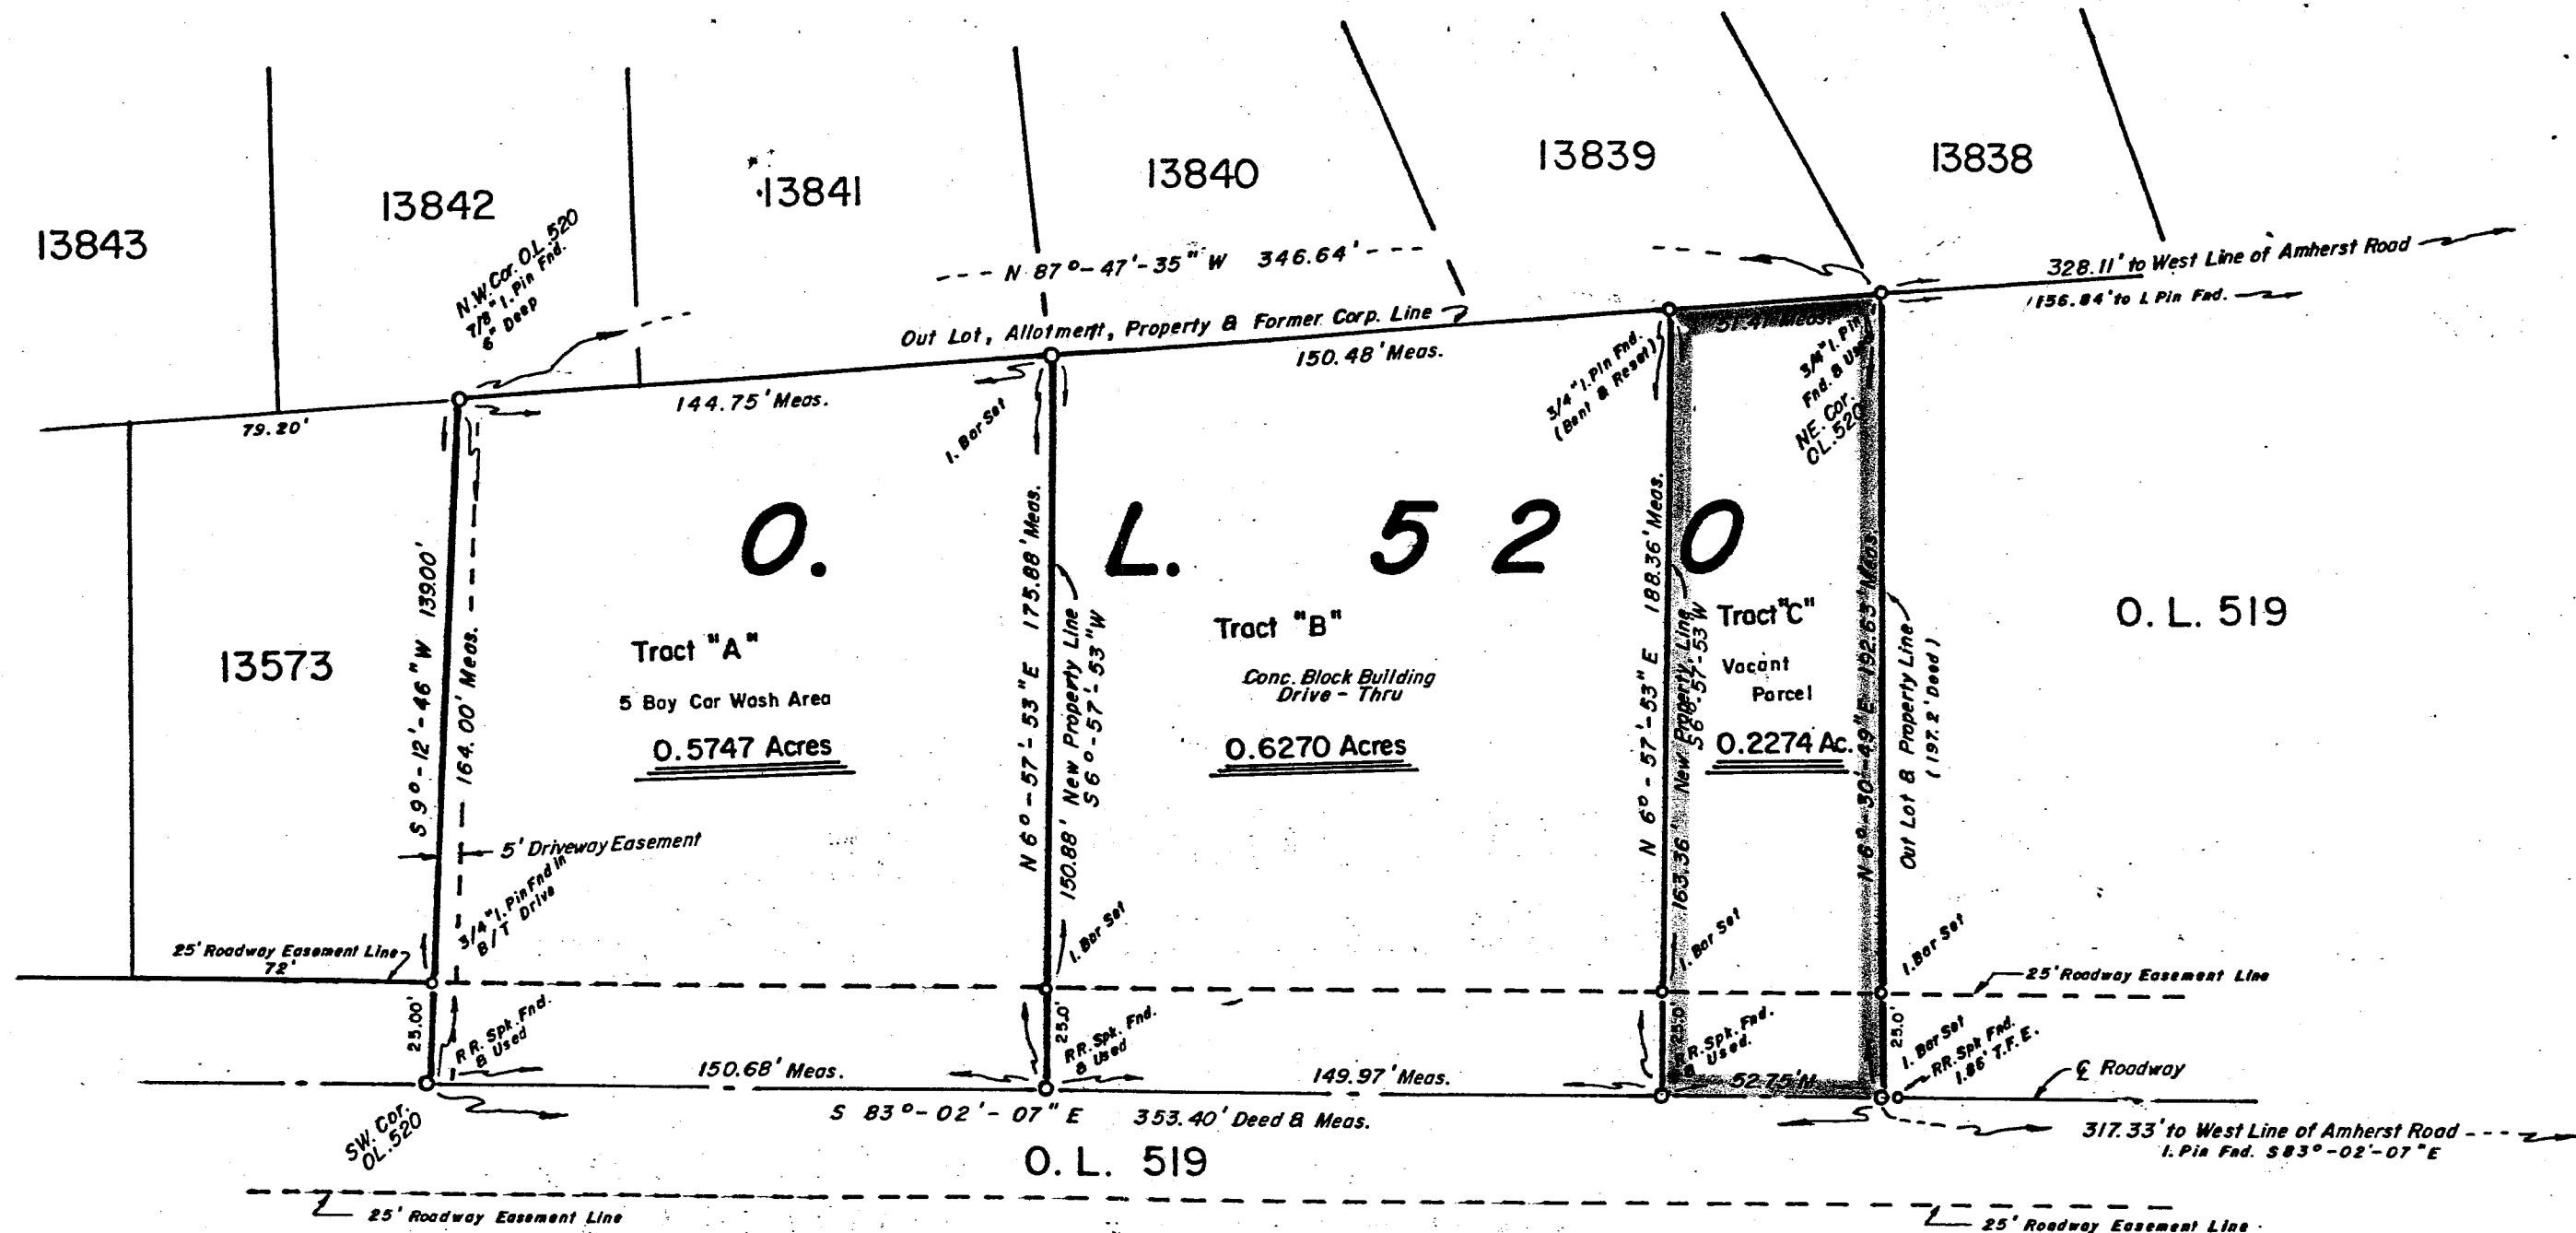 13843
13842
13841
13840
13839
13838
N.W. Cor. O.L. 520
7/8" I. Pin Fnd.
6" Deep
N 87°-47'-35" W 346.64'
Out Lot, Allotment, Property & Former Corp. Line
328.11' to West Line of Amherst Road
156.84' to I. Pin Fnd.
79.20'
144.75' Meas.
150.48' Meas.
51.41' Meas.
I. Bar Set
3/4" I. Pin Fnd.
(Bent & Reset)
3/4" I. Pin
Fnd. & Used
NE. Cor.
OL. 520
O. L. 520
13573
S 9°-12'-46" W 139.00'
164.00' Meas.
Tract "A"
5 Bay Car Wash Area
0.5747 Acres
N 6°-57'-53" E 175.88' Meas.
150.88' New Property Line
S 6°-57'-53" W
Tract "B"
Conc. Block Building
Drive - Thru
0.6270 Acres
N 6°-57'-53" E 188.36' Meas.
163.36' New Property Line
S 6°-57'-53 W
Tract "C"
Vacant
Parcel
0.2274 Ac.
N 6°-30'-49" E 192.63' Meas.
Out Lot & Property Line
(197.2' Deed)
O. L. 519
5' Driveway Easement
3/4" I. Pin Fnd in
B/T Drive
25' Roadway Easement Line
72'
I. Bar Set
I. Bar Set
I. Bar Set
25' Roadway Easement Line
25.00'
RR. Spk. Fnd.
& Used
25.0'
RR. Spk. Fnd.
& Used
25.0'
R. Spk. Fnd.
& Used.
25.0'
I. Bar Set
RR. Spk Fnd.
1.86' T.F.E.
℄ Roadway
150.68' Meas.
149.97' Meas.
52.75' M
S 83°-02'-07" E 353.40' Deed & Meas.
SW. Cor.
OL. 520
317.33' to West Line of Amherst Road
I. Pin Fnd. S 83°-02'-07" E
O. L. 519
25' Roadway Easement Line
25' Roadway Easement Line